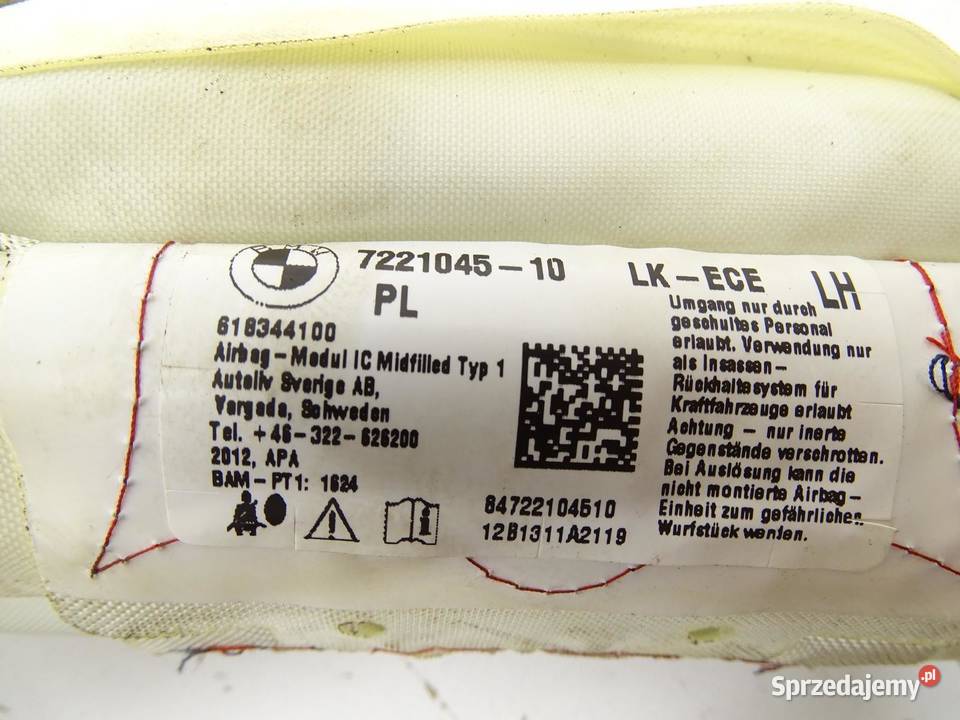 BMW
7221045-10
PL
LK-ECE
LH
618344100
Airbag-Modul IC Midfilled Typ 1
Autoliv Sverige AB,
Vargada, Schweden
Tel. +46-322-626200
2012, APA
BAM-PT1: 1624
84722104510
12B1311A2119
Umgang nur durch
geschultes Personal
erlaubt. Verwendung nur
als Insassen-
Rückhaltesystem für
Kraftfahrzeuge erlaubt
Achtung - nur inerte
Gegenstände verschrotten.
Bei Auslösung kann die
nicht montierte Airbag-
Einheit zum gefährlichen
Wurfstück werden.
Sprzedajemy.pl